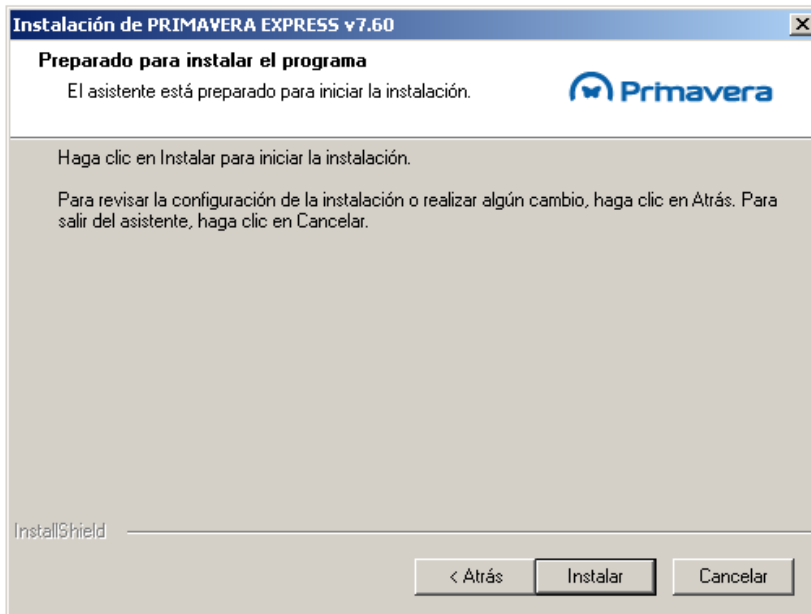 Instalación de PRIMAVERA EXPRESS v7.60
Preparado para instalar el programa
El asistente está preparado para iniciar la instalación.
Primavera
Haga clic en Instalar para iniciar la instalación.
Para revisar la configuración de la instalación o realizar algún cambio, haga clic en Atrás. Para
salir del asistente, haga clic en Cancelar.
InstallShield
< Atrás
Instalar
Cancelar